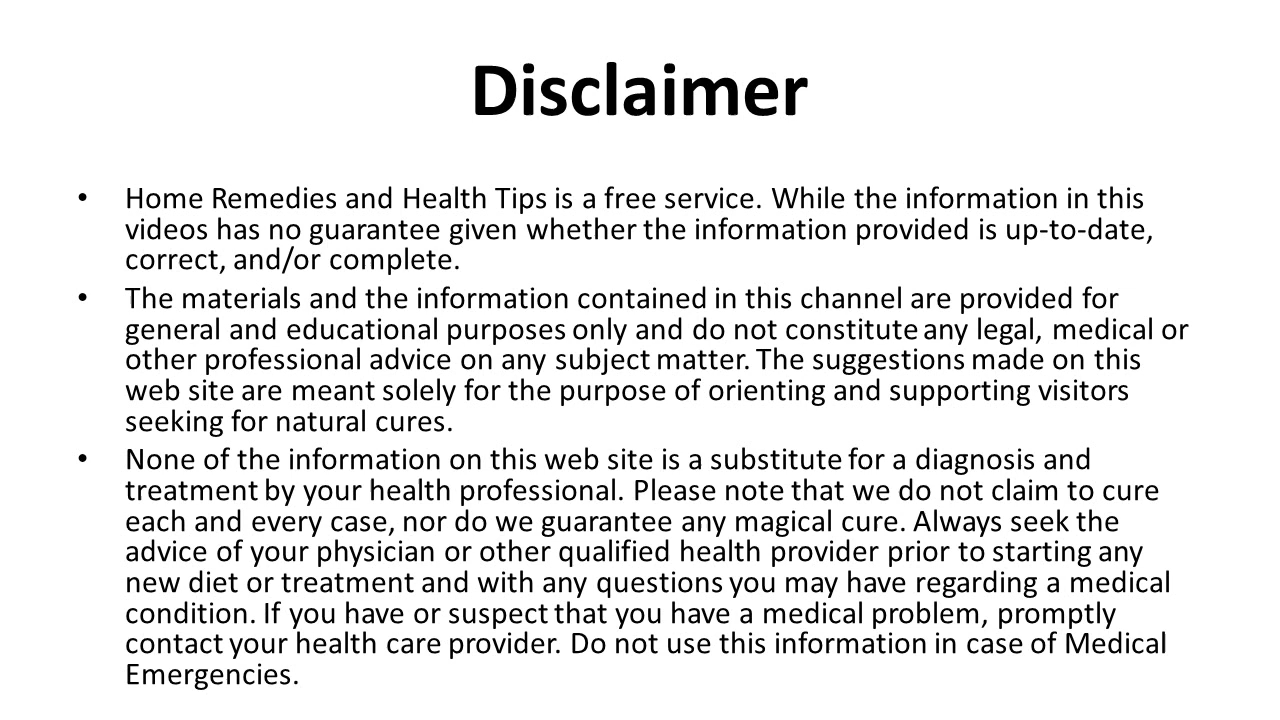 Disclaimer
• Home Remedies and Health Tips is a free service. While the information in this
videos has no guarantee given whether the information provided is up-to-date,
correct, and/or complete.
• The materials and the information contained in this channel are provided for
general and educational purposes only and do not constitute any legal, medical or
other professional advice on any subject matter. The suggestions made on this
web site are meant solely for the purpose of orienting and supporting visitors
seeking for natural cures.
• None of the information on this web site is a substitute for a diagnosis and
treatment by your health professional. Please note that we do not claim to cure
each and every case, nor do we guarantee any magical cure. Always seek the
advice of your physician or other qualified health provider prior to starting any
new diet or treatment and with any questions you may have regarding a medical
condition. If you have or suspect that you have a medical problem, promptly
contact your health care provider. Do not use this information in case of Medical
Emergencies.